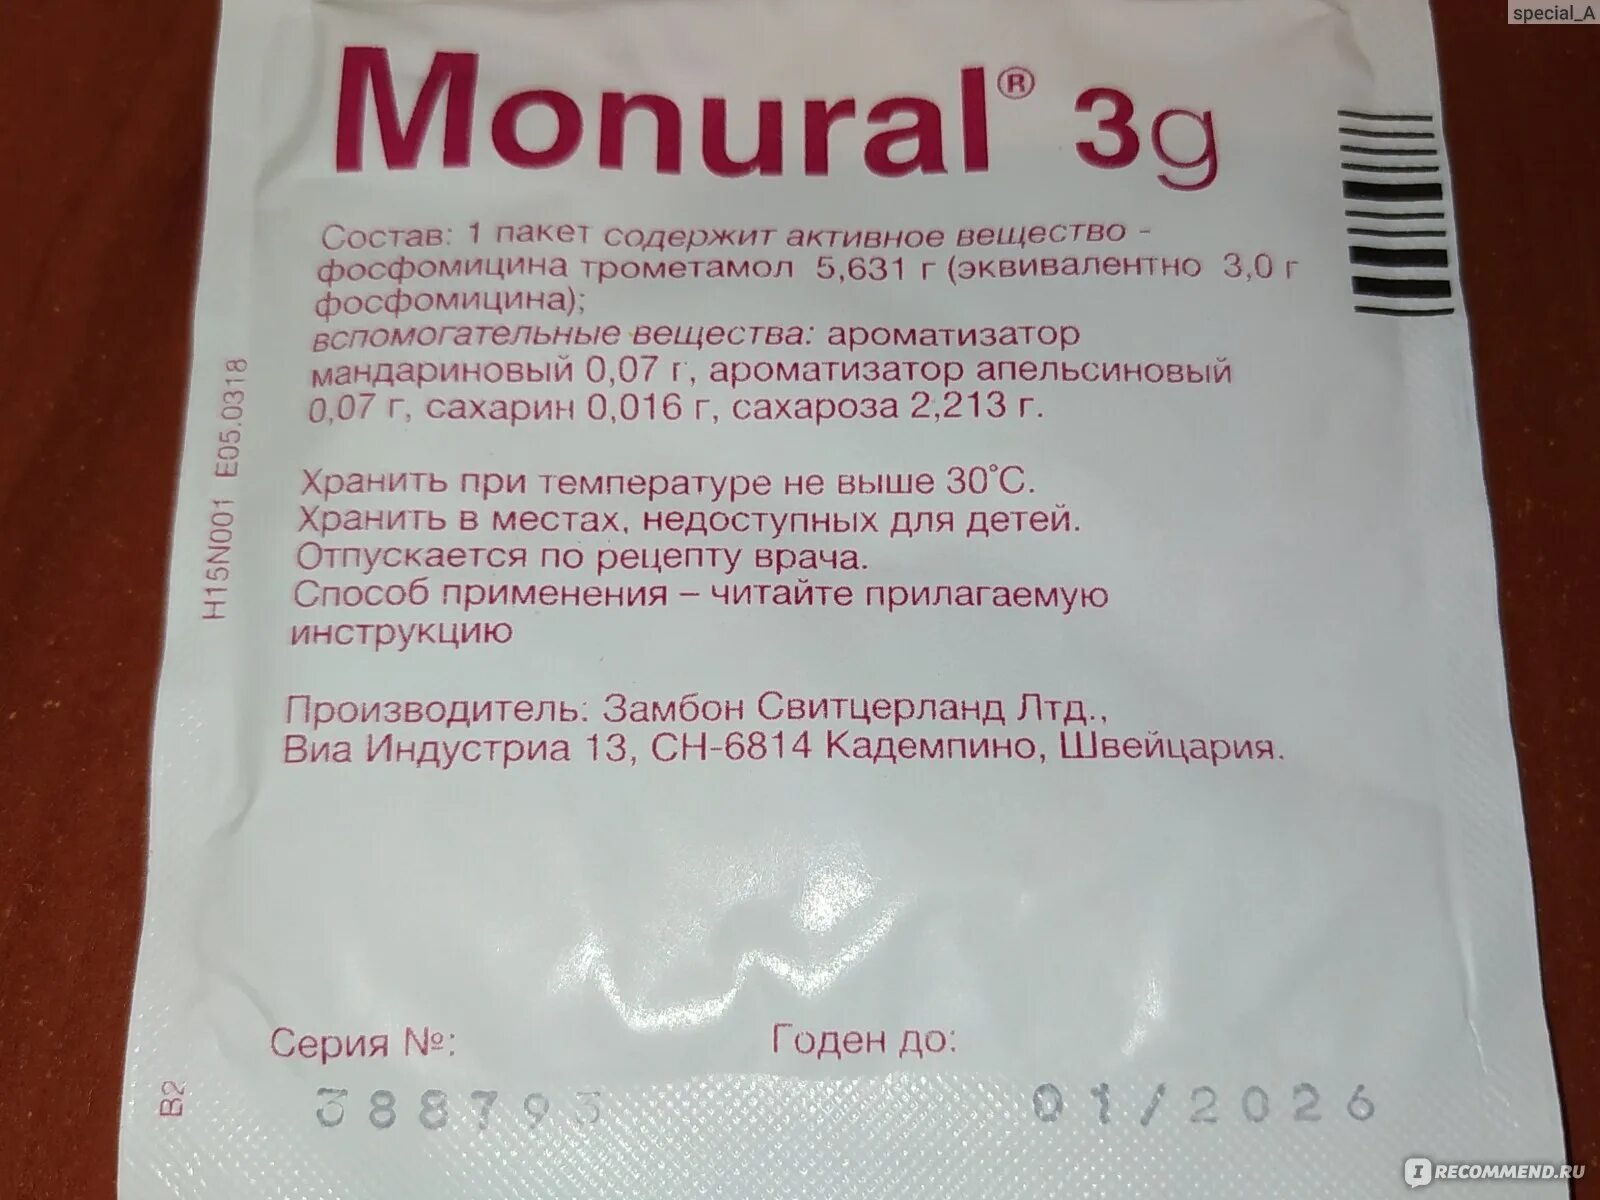 special_A
Monural® 3g
Состав: 1 пакет содержит активное вещество -
фосфомицина трометамол 5,631 г (эквивалентно 3,0 г
фосфомицина);
вспомогательные вещества: ароматизатор
мандариновый 0,07 г, ароматизатор апельсиновый
0,07 г, сахарин 0,016 г, сахароза 2,213 г.
Хранить при температуре не выше 30°С.
Хранить в местах, недоступных для детей.
Отпускается по рецепту врача.
Способ применения – читайте прилагаемую
инструкцию
Производитель: Замбон Свитцерланд Лтд.,
Виа Индустриа 13, CH-6814 Кадемпино, Швейцария.
H15N001 E05.0318
Серия №:
388793
Годен до:
01/2026
B2
IRECOMMEND.RU